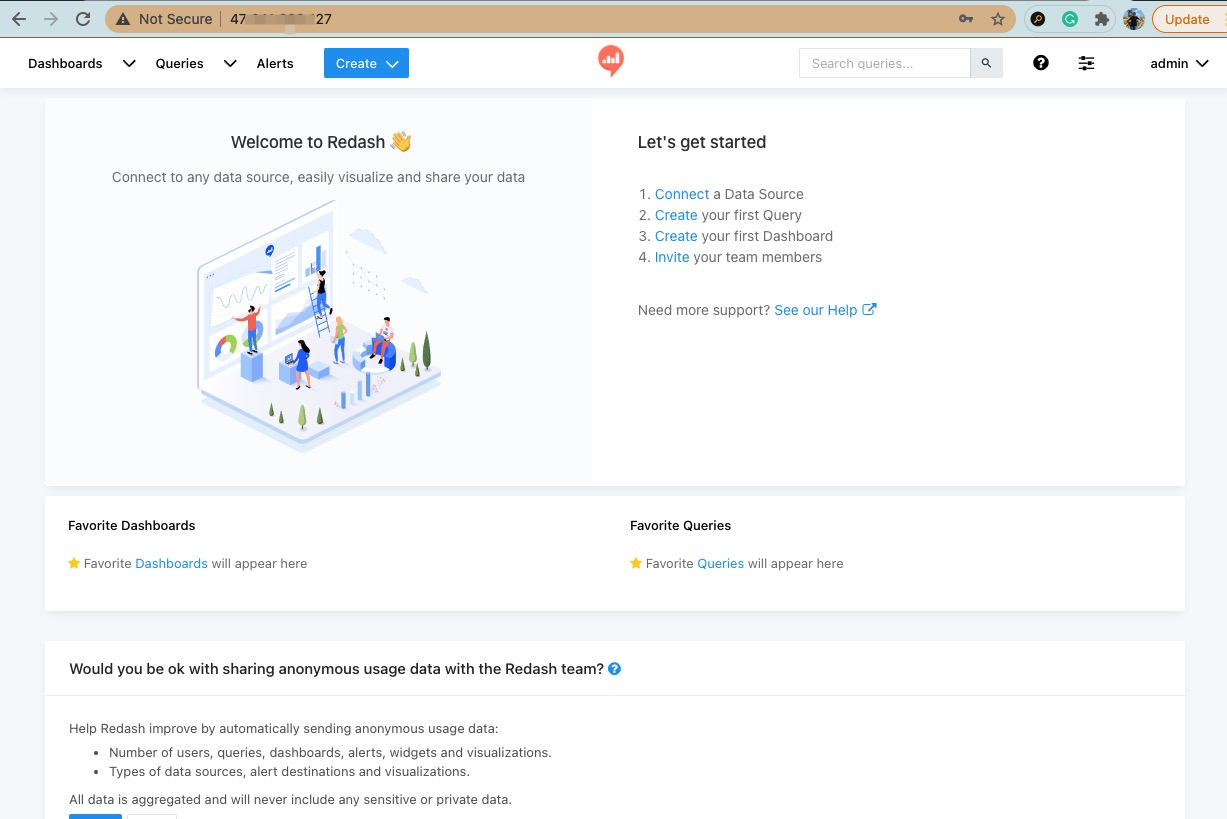 Not Secure 47 27
Update
Dashboards Queries Alerts Create Search queries... admin
Welcome to Redash 👋
Connect to any data source, easily visualize and share your data
Let's get started
1. Connect a Data Source
2. Create your first Query
3. Create your first Dashboard
4. Invite your team members
Need more support? See our Help
Favorite Dashboards
Favorite Dashboards will appear here
Favorite Queries
Favorite Queries will appear here
Would you be ok with sharing anonymous usage data with the Redash team?
Help Redash improve by automatically sending anonymous usage data:
• Number of users, queries, dashboards, alerts, widgets and visualizations.
• Types of data sources, alert destinations and visualizations.
All data is aggregated and will never include any sensitive or private data.